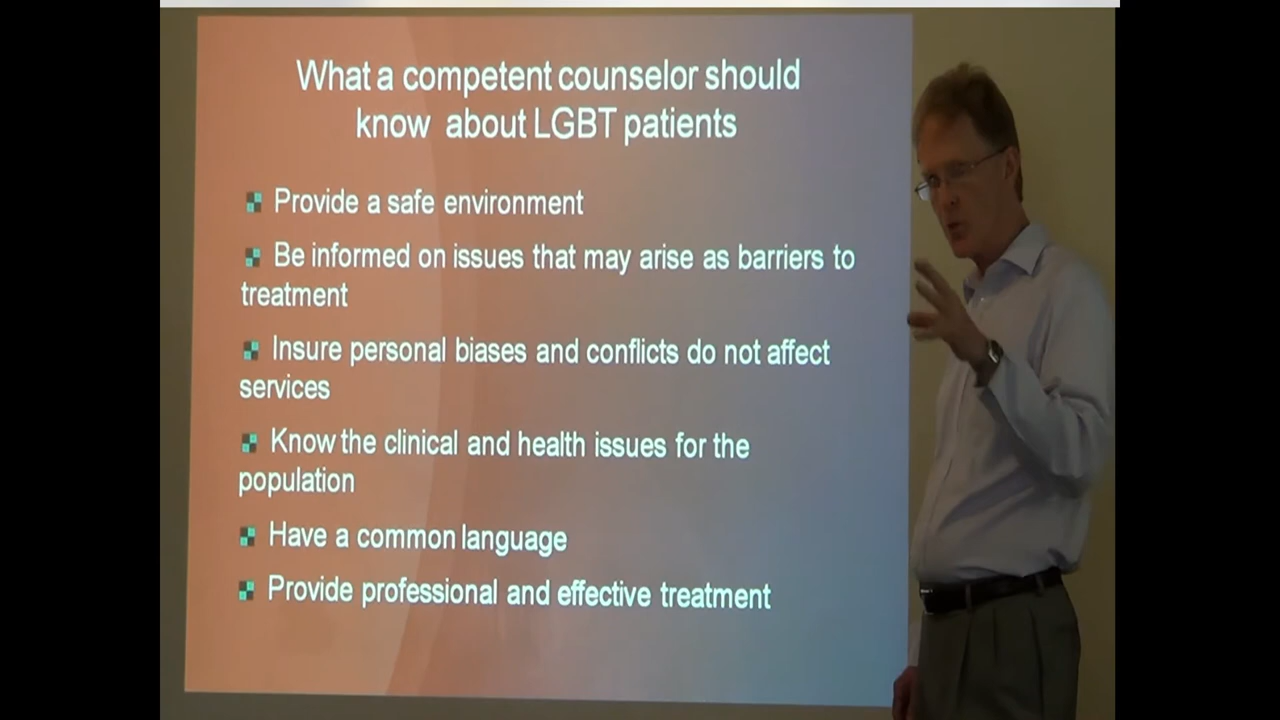 What a competent counselor should
know about LGBT patients
Provide a safe environment
Be informed on issues that may arise as barriers to
treatment
Insure personal biases and conflicts do not affect
services
Know the clinical and health issues for the
population
Have a common language
Provide professional and effective treatment